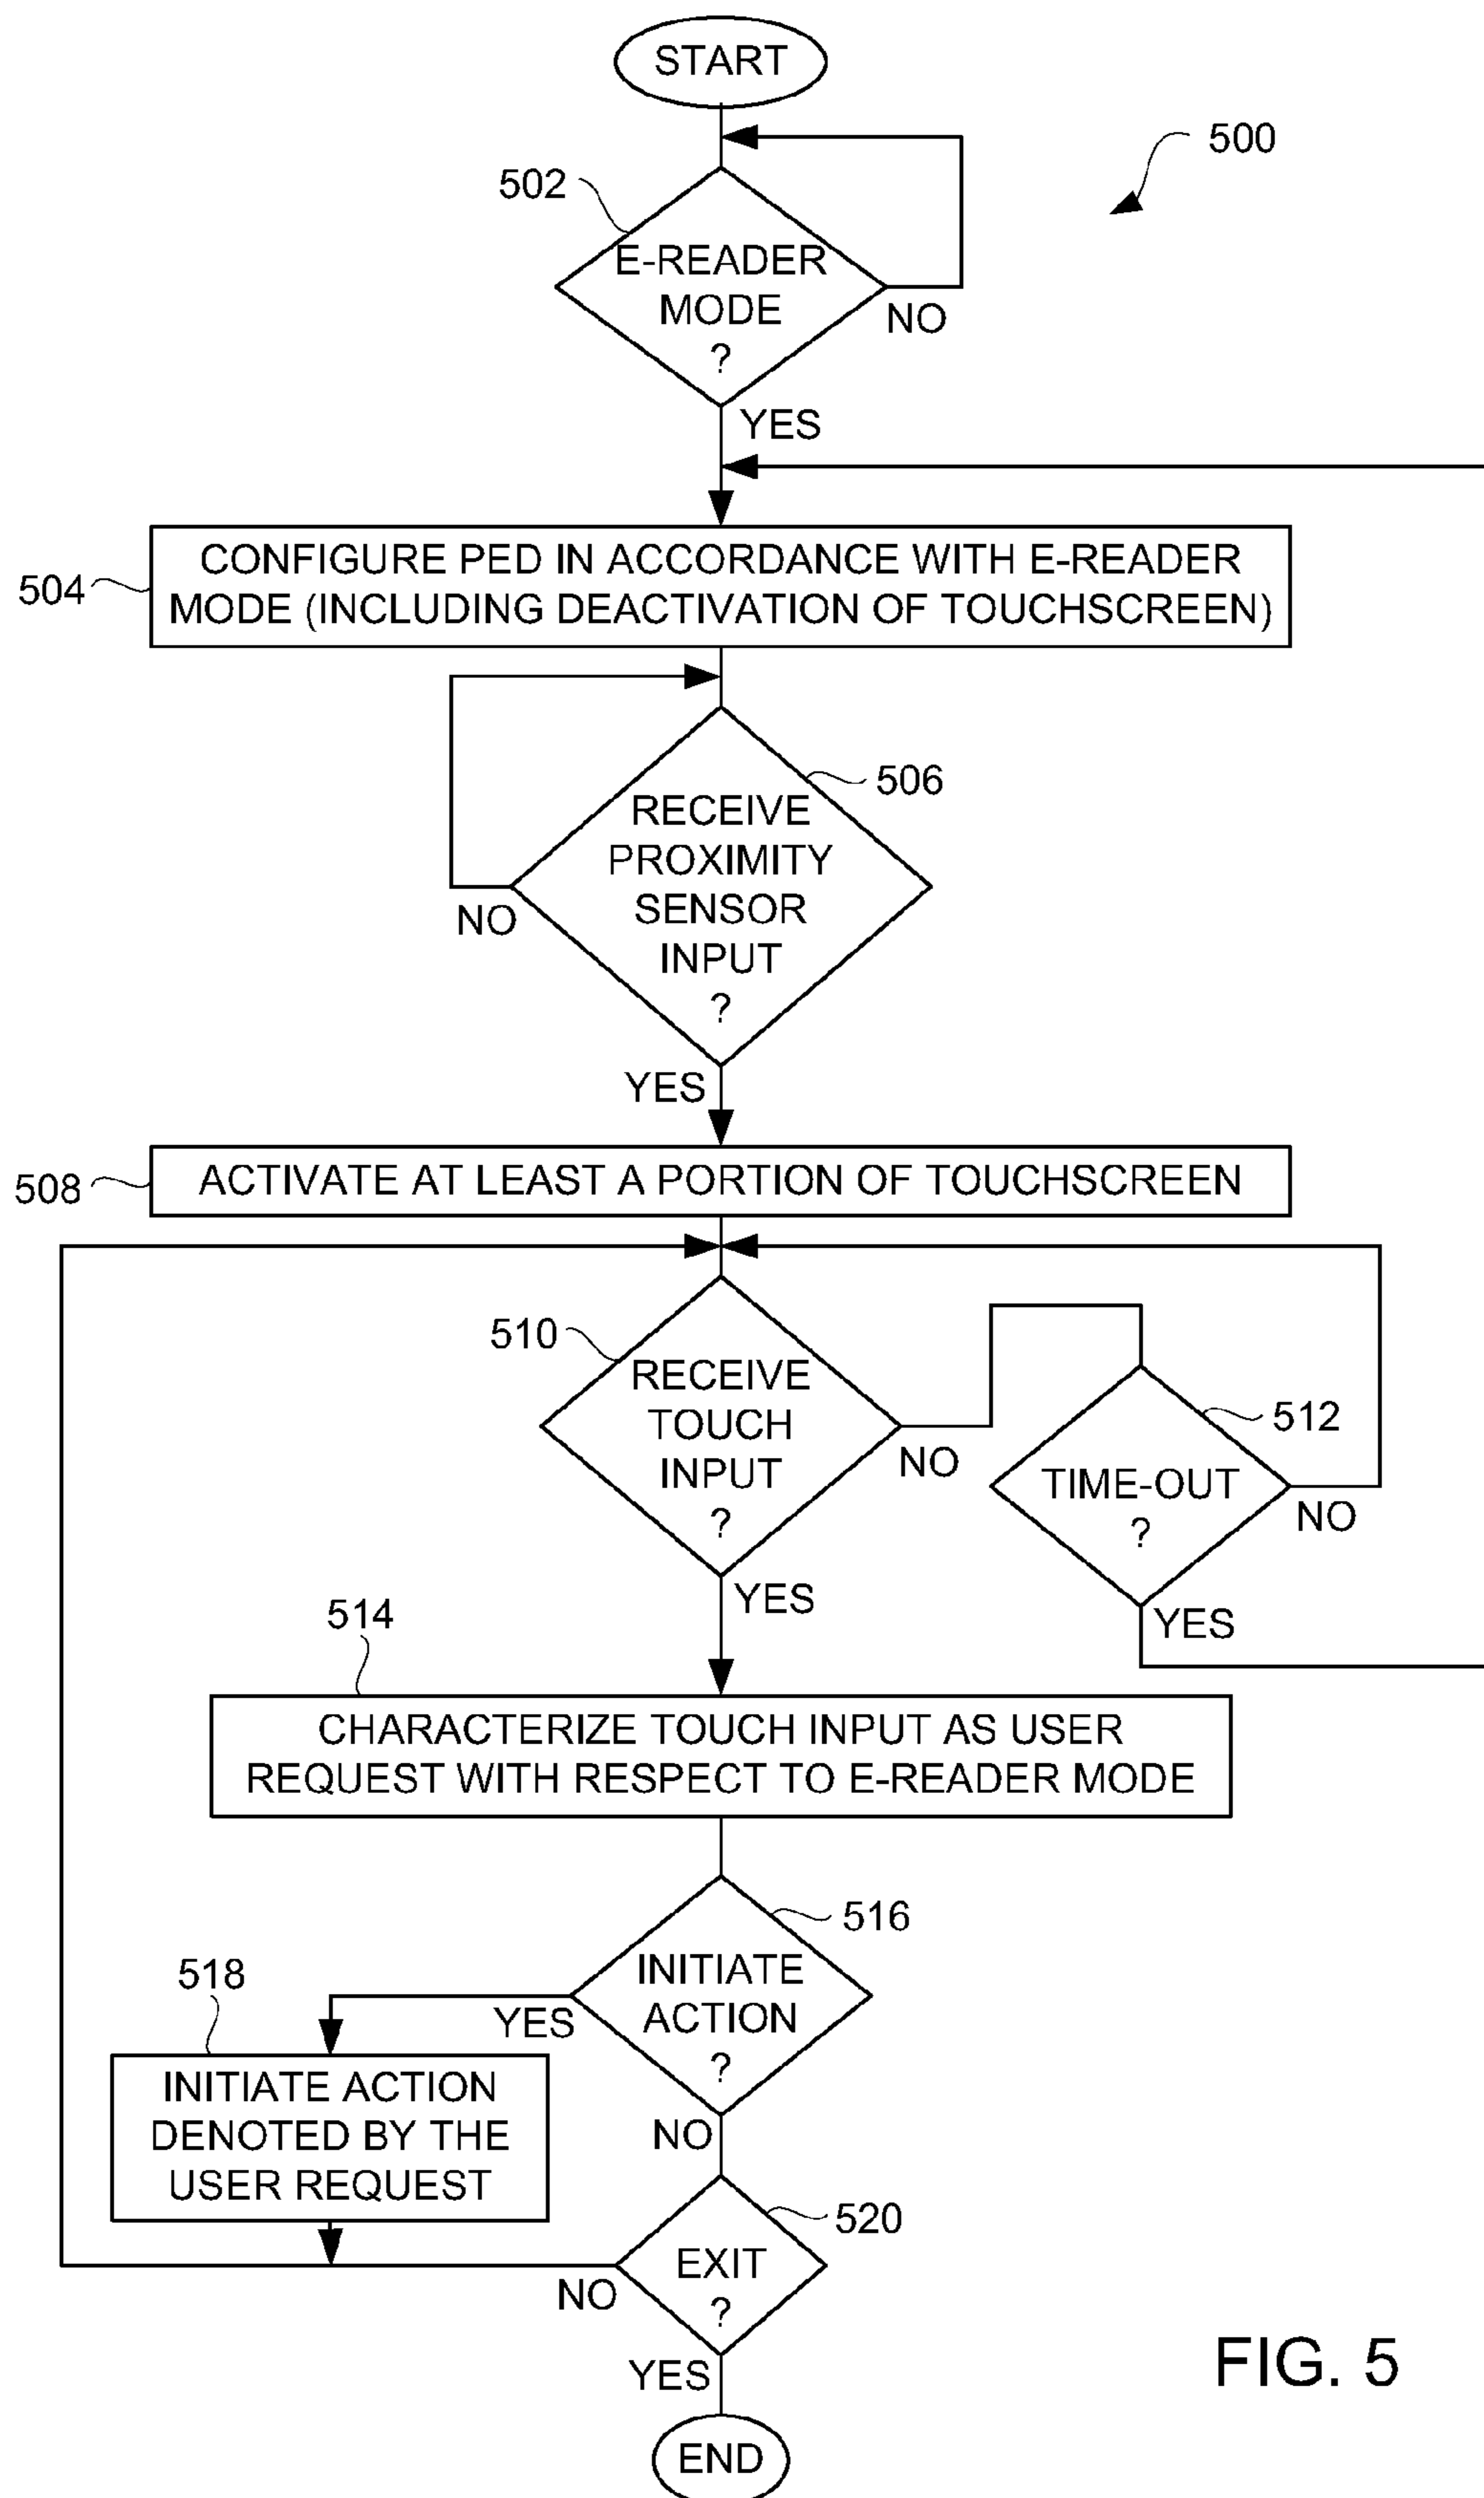 START
500
502
E-READER
MODE
?
NO
YES
504
CONFIGURE PED IN ACCORDANCE WITH E-READER
MODE (INCLUDING DEACTIVATION OF TOUCHSCREEN)
506
RECEIVE
PROXIMITY
SENSOR
INPUT
?
NO
YES
508
ACTIVATE AT LEAST A PORTION OF TOUCHSCREEN
510
RECEIVE
TOUCH
INPUT
?
NO
512
TIME-OUT
?
NO
YES
YES
514
CHARACTERIZE TOUCH INPUT AS USER
REQUEST WITH RESPECT TO E-READER MODE
516
INITIATE
ACTION
?
YES
518
INITIATE ACTION
DENOTED BY THE
USER REQUEST
NO
520
EXIT
?
NO
YES
END
FIG. 5